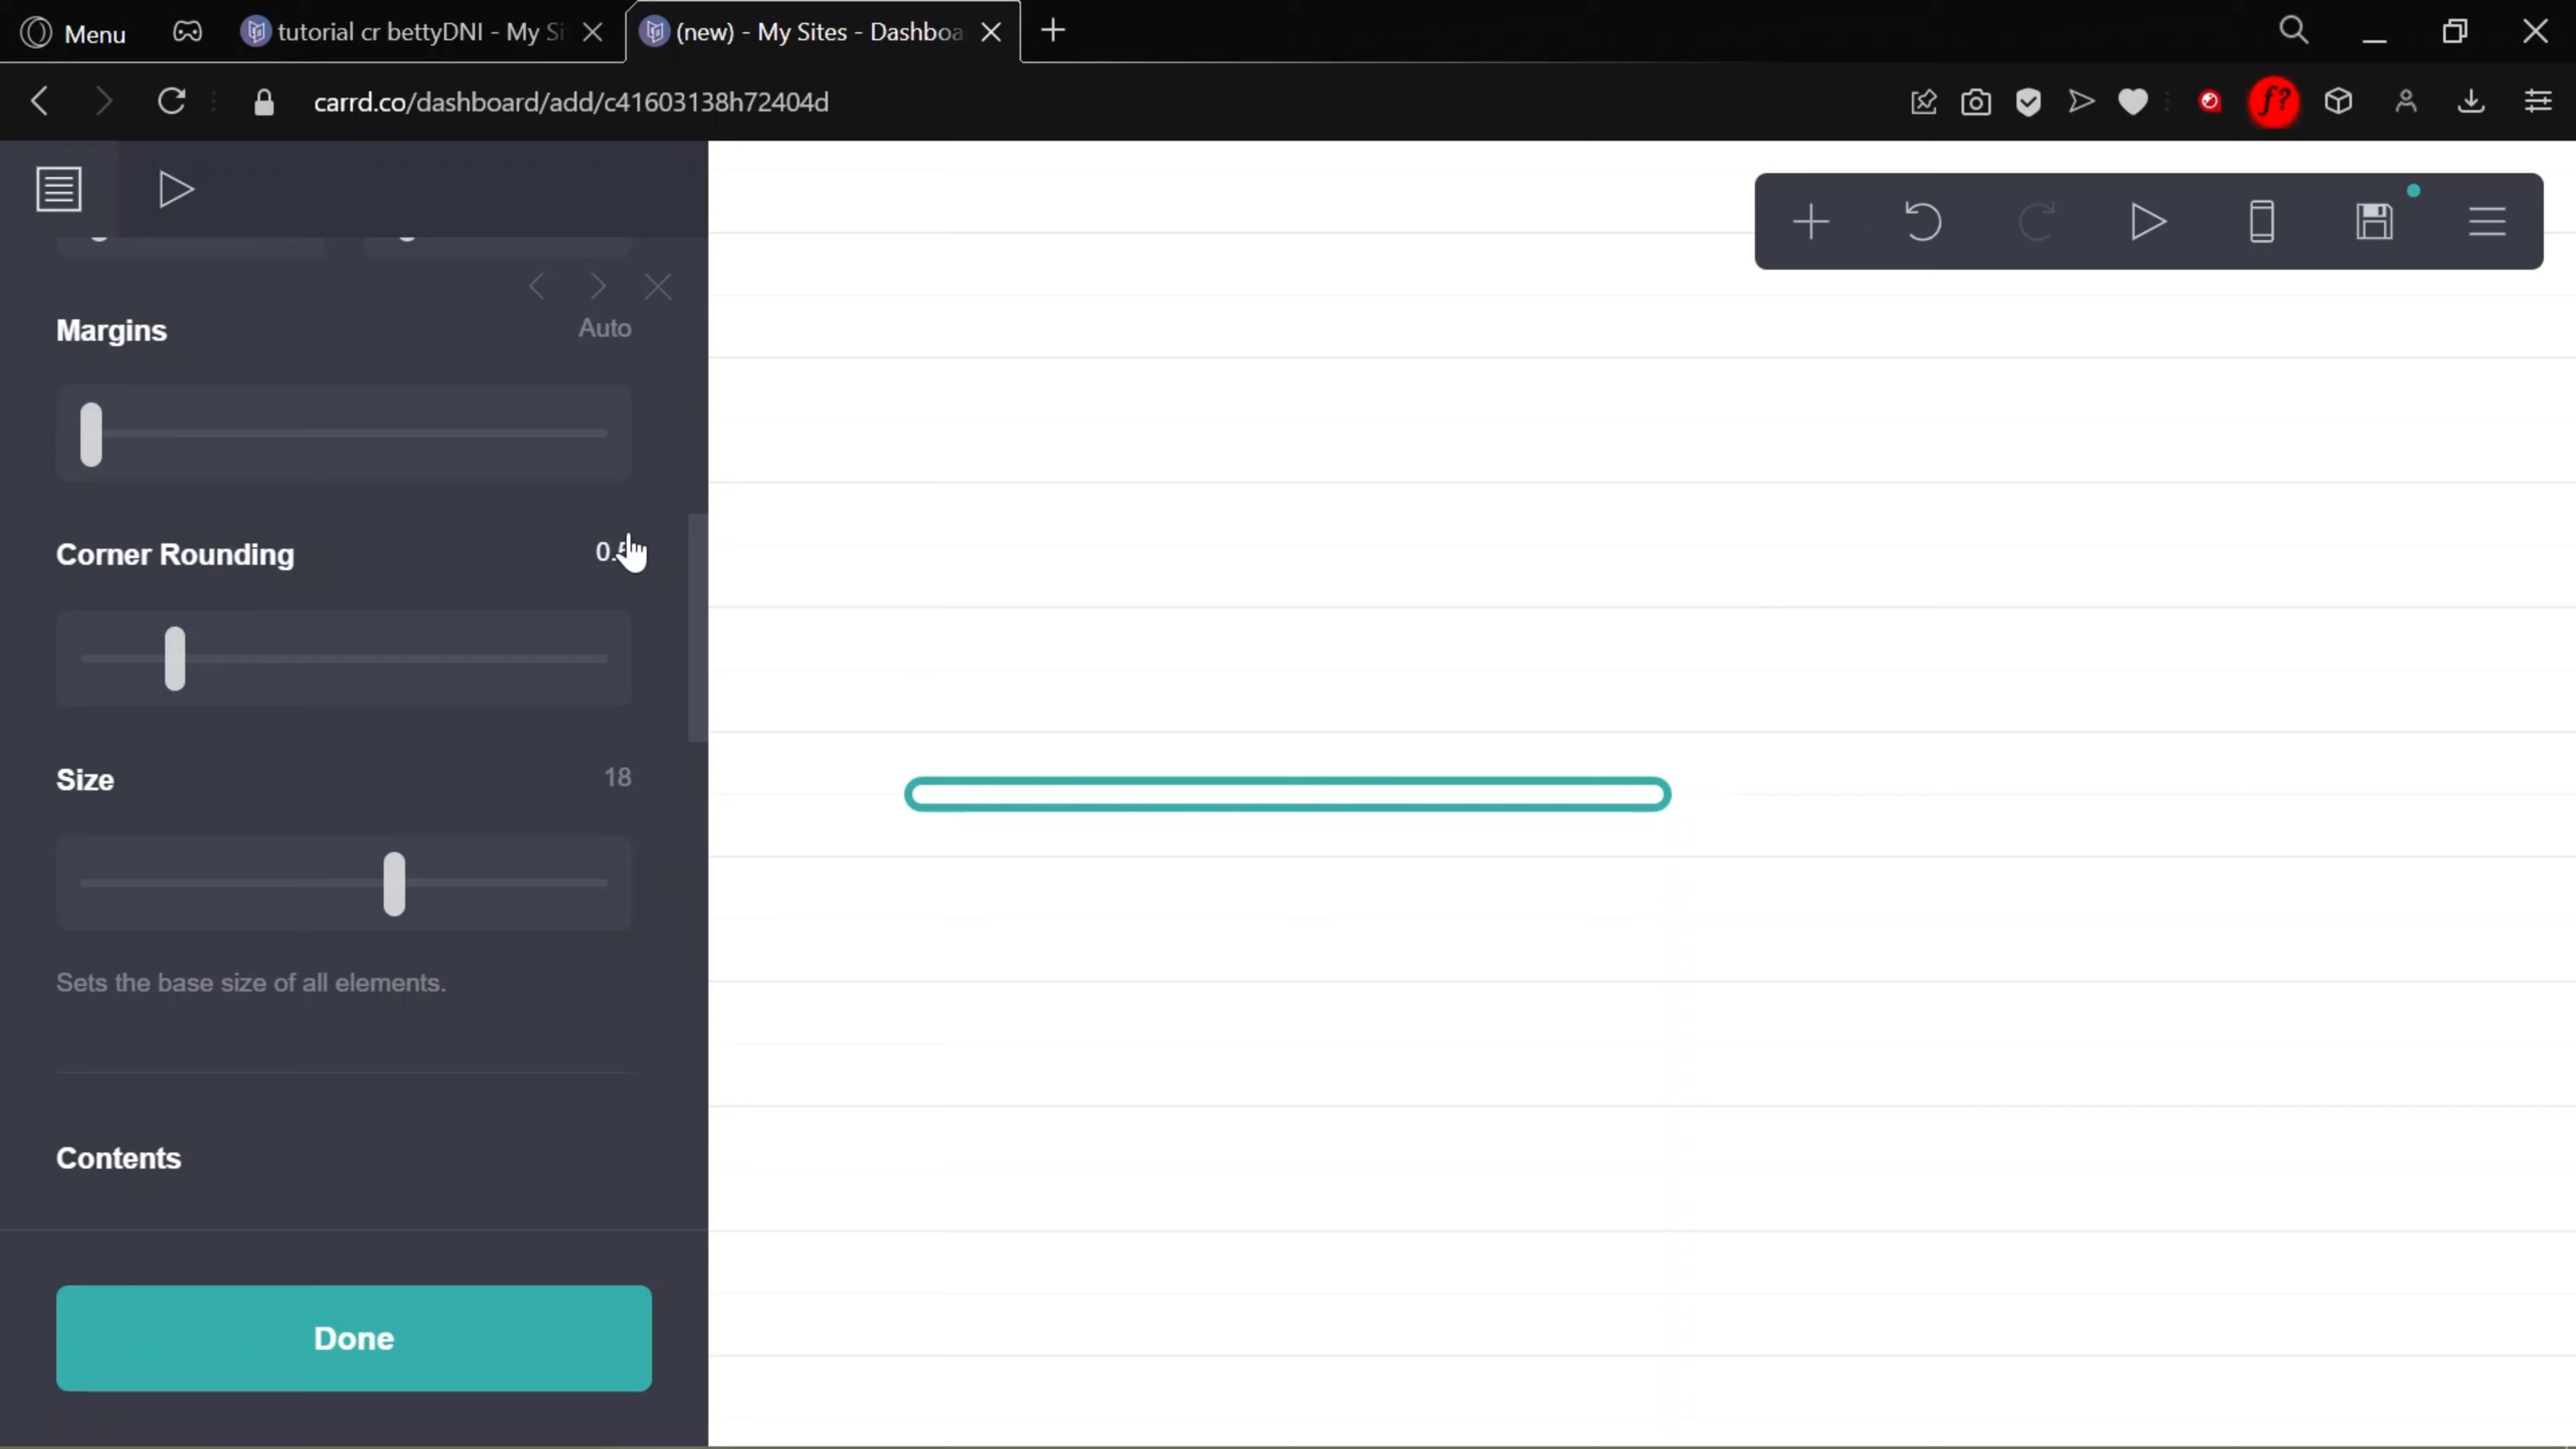 Menu
tutorial cr bettyDNI - My Si
(new) - My Sites - Dashboa
carrd.co/dashboard/add/c41603138h72404d
f?
Margins
Auto
Corner Rounding
Size
18
Sets the base size of all elements.
Contents
Done